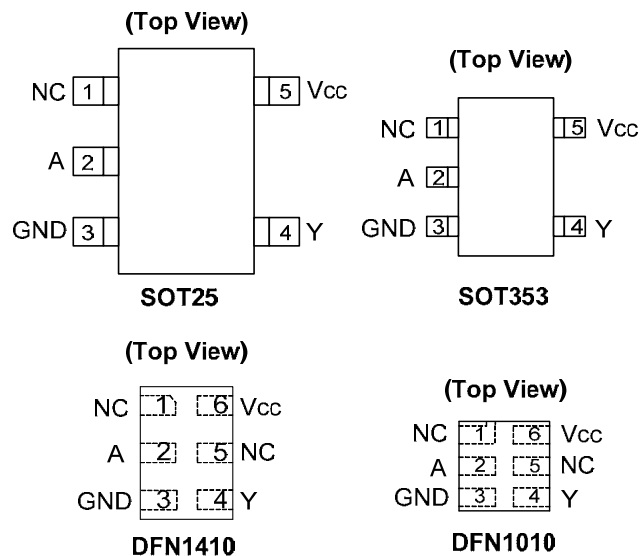 (Top View)
NC 1 5 Vcc
A 2
GND 3 4 Y
SOT25
(Top View)
NC 1 5 Vcc
A 2
GND 3 4 Y
SOT353
(Top View)
NC 1 6 Vcc
A 2 5 NC
GND 3 4 Y
DFN1410
(Top View)
NC 1 6 Vcc
A 2 5 NC
GND 3 4 Y
DFN1010